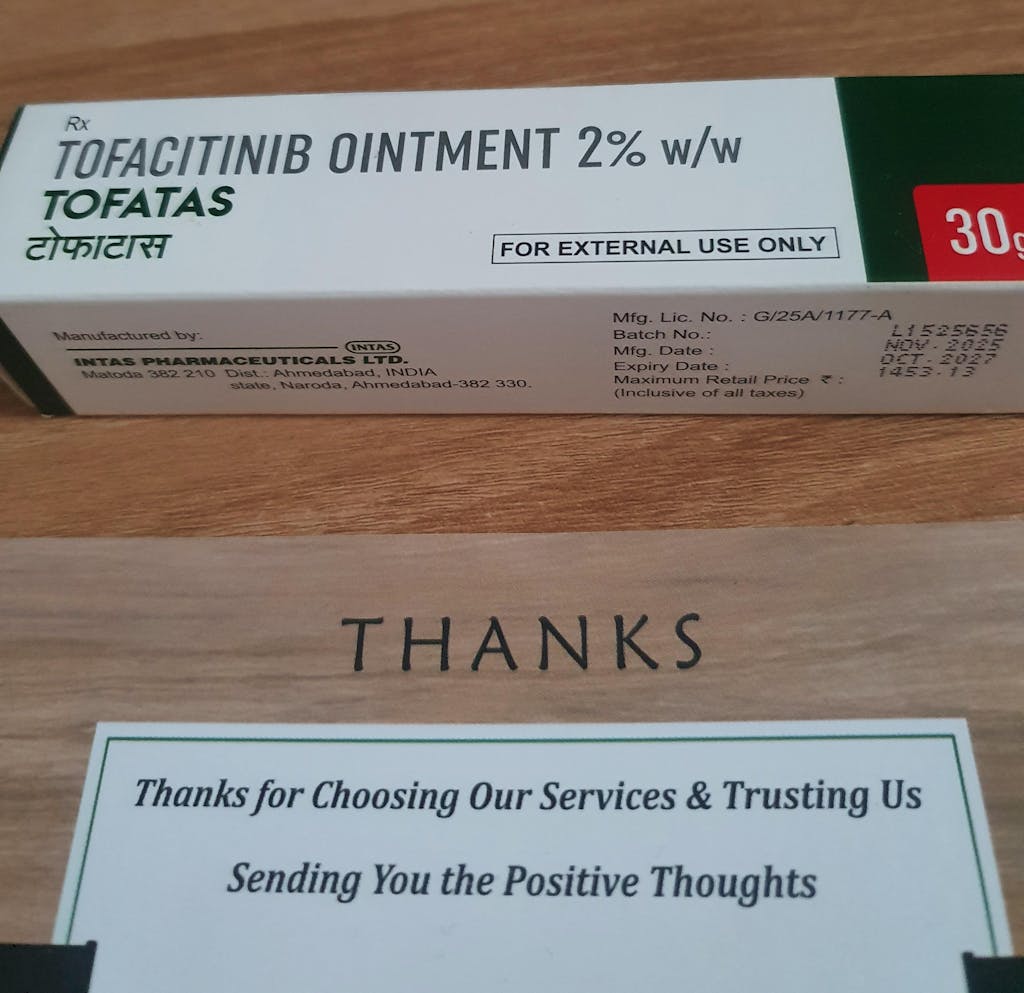 Rx
TOFACITINIB OINTMENT 2% w/w
TOFATAS
टोफाटास
FOR EXTERNAL USE ONLY
30g
Manufactured by:
INTAS
INTAS PHARMACEUTICALS LTD.
Matoda 382 210 Dist.: Ahmedabad, INDIA
state, Naroda, Ahmedabad-382 330.
Mfg. Lic. No. : G/25A/1177-A
Batch No.: L1525656
Mfg. Date : NOV. 2025
Expiry Date : OCT. 2027
Maximum Retail Price ₹ : 1453.13
(Inclusive of all taxes)
THANKS
Thanks for Choosing Our Services & Trusting Us
Sending You the Positive Thoughts